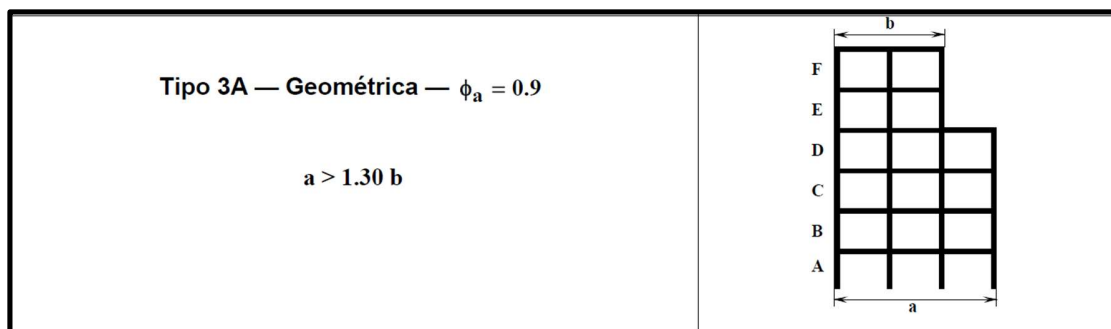 Tipo 3A — Geométrica — ϕa = 0.9
a > 1.30 b
b
F
E
D
C
B
A
a